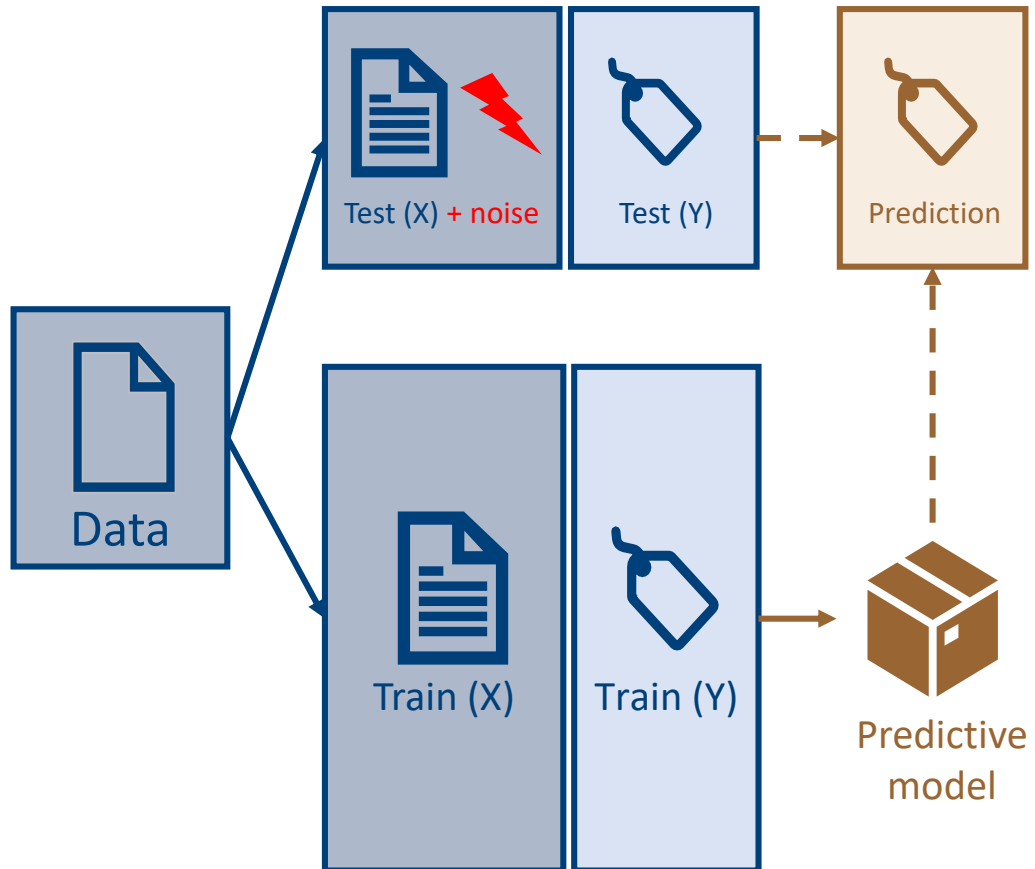 Test (X) + noise
Test (Y)
Prediction
Data
Train (X)
Train (Y)
Predictive
model